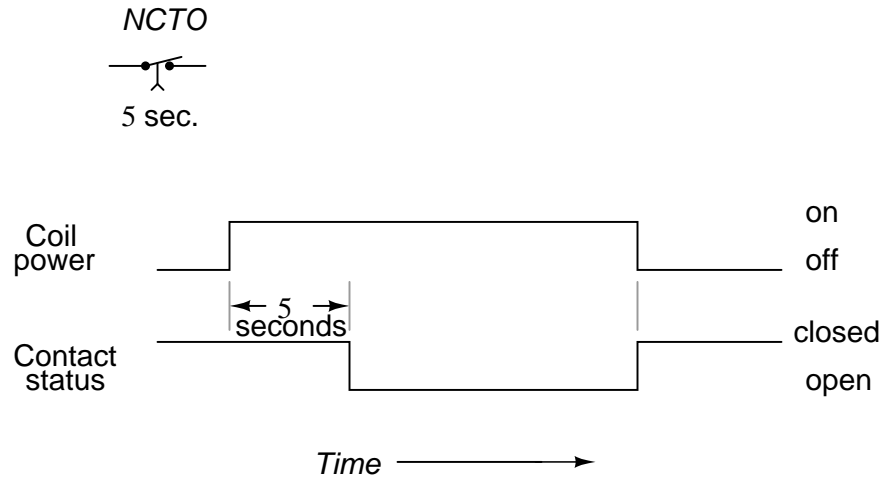 NCTO
5 sec.
on
Coil
power
off
5
seconds
closed
Contact
status
open
Time